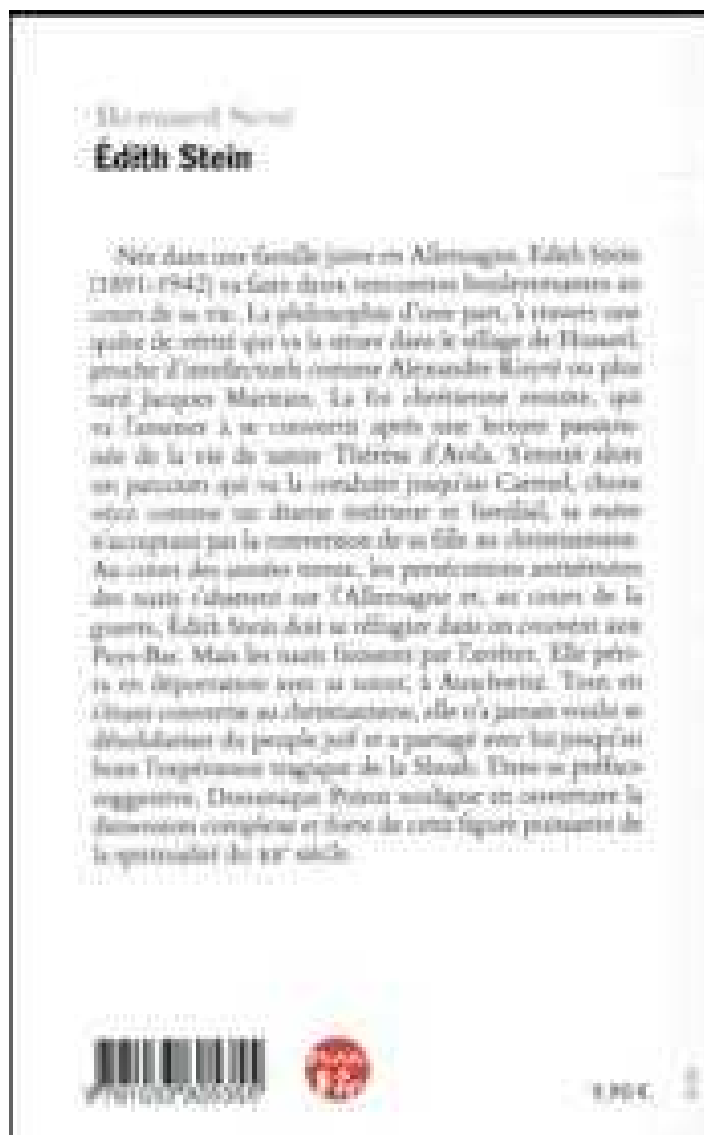 Bernard
Édith Stein
Née dans une famille juive en Allemagne, Édith Stein
(1891-1942) va faire deux rencontres bouleversantes au
cours de sa vie. La philosophie d'une part, à travers une
quête de vérité qui va la situer dans le sillage de Husserl,
proche d'intellectuels comme Alexandre Koyré ou plus
tard Jacques Maritain. La foi chrétienne ensuite, qui
va l'amener à se convertir après une lecture passion-
née de la vie de sainte Thérèse d'Avila. S'ensuit alors
un parcours qui va la conduire jusqu'au Carmel, chose
vécue comme un drame intérieur et familial, sa mère
n'acceptant pas la conversion de sa fille au christianisme.
Au cours des années trente, les persécutions antisémites
des nazis s'abattent sur l'Allemagne et, au cours de la
guerre, Édith Stein doit se réfugier dans un couvent aux
Pays-Bas. Mais les nazis finissent par l'arrêter. Elle péri-
ra en déportation avec sa sœur, à Auschwitz. Tout en
s'étant convertie au christianisme, elle n'a jamais voulu se
désolidariser du peuple juif et a partagé avec lui jusqu'au
bout l'expérience tragique de la Shoah. Dans sa préface
suggestive, Dominique Poirot souligne en ouverture la
dimension complexe et forte de cette figure puissante de
la spiritualité du XXe siècle.
9,90 €